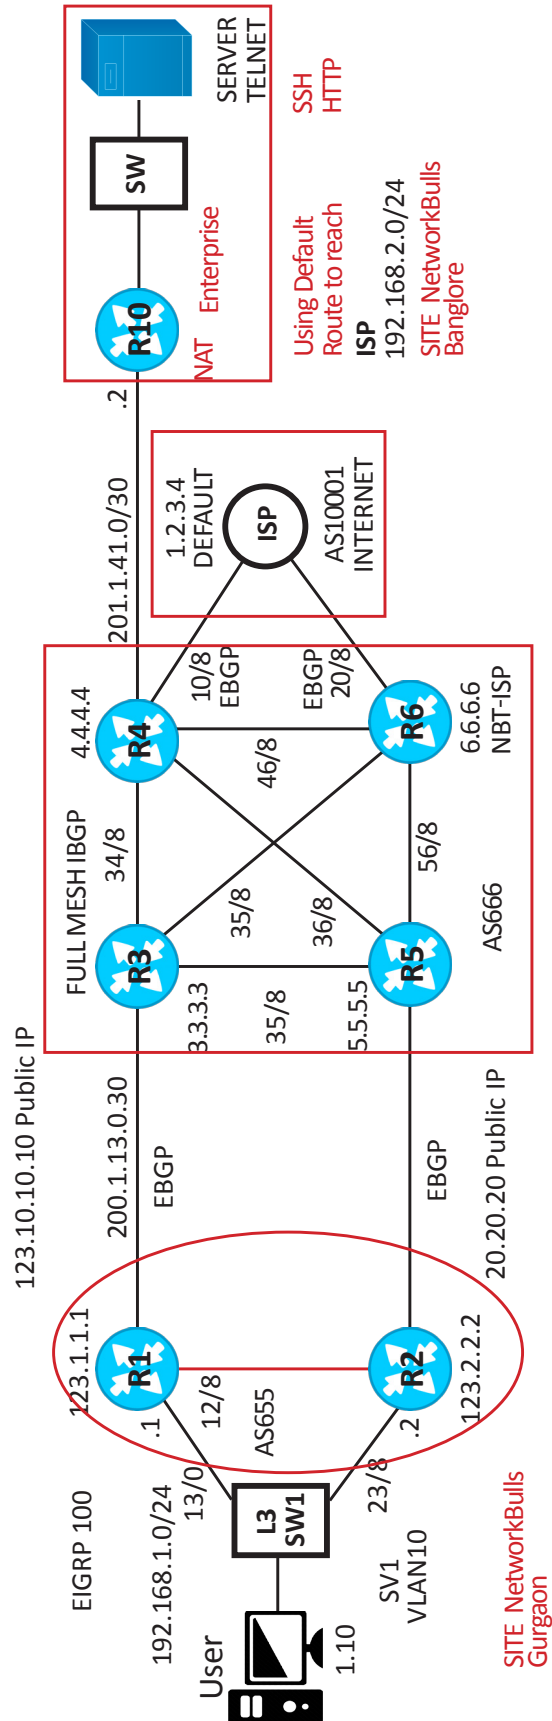 123.10.10.10 Public IP
EIGRP 100
192.168.1.0/24
User
1.10
L3
SW1
SV1
VLAN10
13/0
23/8
SITE NetworkBulls
Gurgaon
123.1.1.1
.1
R1
12/8
AS655
R2
.2
123.2.2.2
200.1.13.0.30
EBGP
EBGP
20.20.20 Public IP
FULL MESH IBGP
R3
3.3.3.3
34/8
4.4.4.4
R4
35/8
35/8
36/8
46/8
5.5.5.5
R5
56/8
R6
6.6.6.6
NBT-ISP
AS666
10/8
EBGP
EBGP
20/8
201.1.41.0/30
.2
1.2.3.4
DEFAULT
ISP
AS10001
INTERNET
R10
NAT
Enterprise
SW
SERVER
TELNET
SSH
HTTP
Using Default
Route to reach
ISP
192.168.2.0/24
SITE NetworkBulls
Banglore